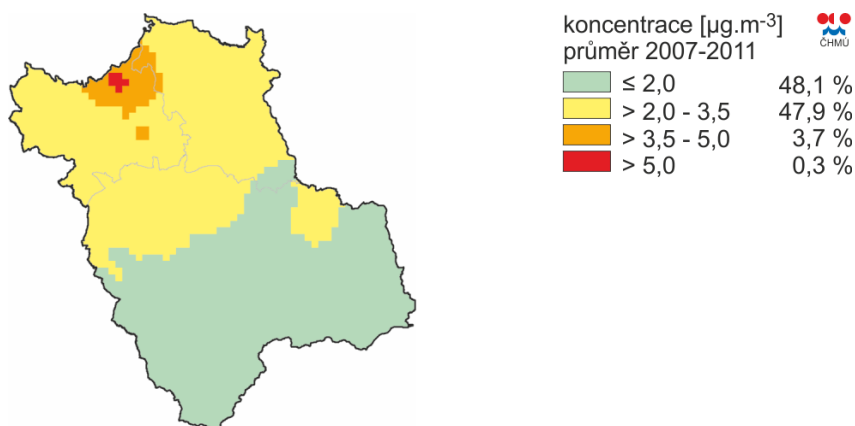 koncentrace [µg.m-3]
průměr 2007-2011
ČHMÚ
≤ 2,0 48,1 %
> 2,0 - 3,5 47,9 %
> 3,5 - 5,0 3,7 %
> 5,0 0,3 %